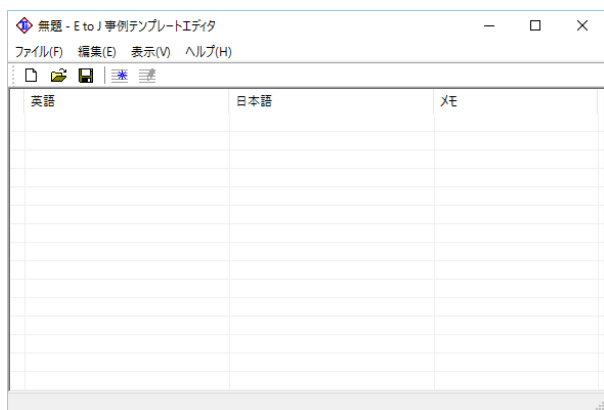 無題 - E to J 事例テンプレートエディタ
ファイル(F) 編集(E) 表示(V) ヘルプ(H)
英語 日本語 メモ